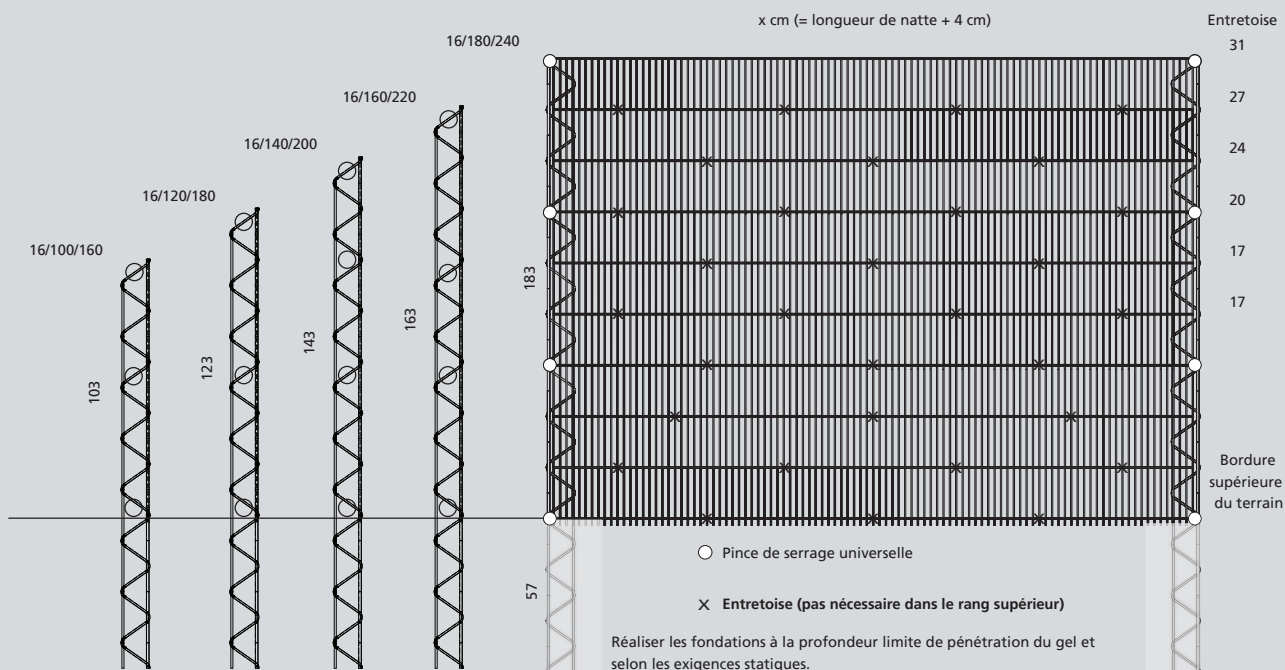 x cm (= longueur de natte + 4 cm)
Entretoise
16/180/240
31
16/160/220
27
16/140/200
24
16/120/180
20
16/100/160
17
183
163
143
123
103
17
Bordure
supérieure
du terrain
Pince de serrage universelle
57
Entretoise (pas nécessaire dans le rang supérieur)
Réaliser les fondations à la profondeur limite de pénétration du gel et
selon les exigences statiques.